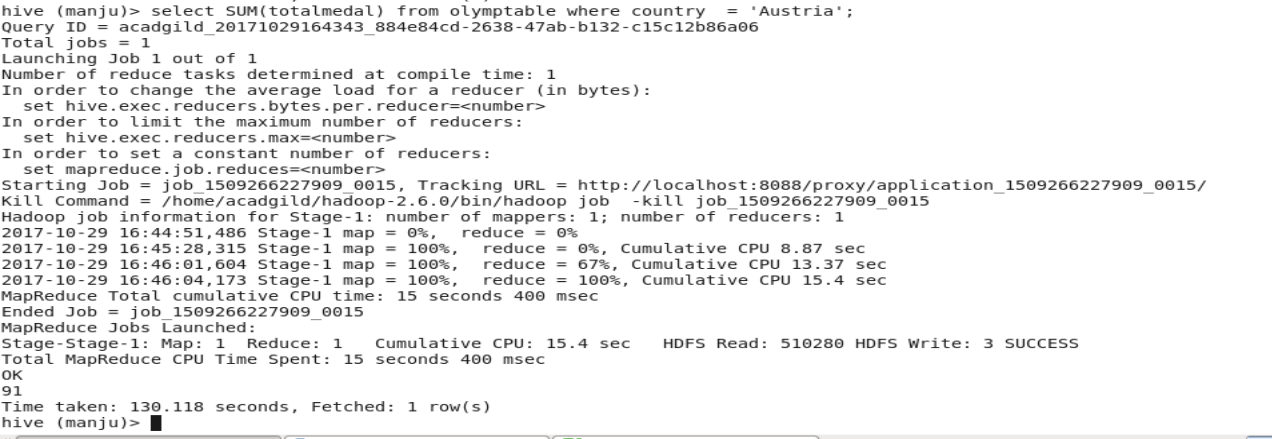 hive (manju)> select SUM(totalmedal) from olymptable where country  = 'Austria';
Query ID = acadgild_20171029164343_884e84cd-2638-47ab-b132-c15c12b86a06
Total jobs = 1
Launching Job 1 out of 1
Number of reduce tasks determined at compile time: 1
In order to change the average load for a reducer (in bytes):
  set hive.exec.reducers.bytes.per.reducer=<number>
In order to limit the maximum number of reducers:
  set hive.exec.reducers.max=<number>
In order to set a constant number of reducers:
  set mapreduce.job.reduces=<number>
Starting Job = job_1509266227909_0015, Tracking URL = http://localhost:8088/proxy/application_1509266227909_0015/
Kill Command = /home/acadgild/hadoop-2.6.0/bin/hadoop job  -kill job_1509266227909_0015
Hadoop job information for Stage-1: number of mappers: 1; number of reducers: 1
2017-10-29 16:44:51,486 Stage-1 map = 0%,  reduce = 0%
2017-10-29 16:45:28,315 Stage-1 map = 100%,  reduce = 0%, Cumulative CPU 8.87 sec
2017-10-29 16:46:01,604 Stage-1 map = 100%,  reduce = 67%, Cumulative CPU 13.37 sec
2017-10-29 16:46:04,173 Stage-1 map = 100%,  reduce = 100%, Cumulative CPU 15.4 sec
MapReduce Total cumulative CPU time: 15 seconds 400 msec
Ended Job = job_1509266227909_0015
MapReduce Jobs Launched:
Stage-Stage-1: Map: 1  Reduce: 1   Cumulative CPU: 15.4 sec   HDFS Read: 510280 HDFS Write: 3 SUCCESS
Total MapReduce CPU Time Spent: 15 seconds 400 msec
OK
91
Time taken: 130.118 seconds, Fetched: 1 row(s)
hive (manju)>